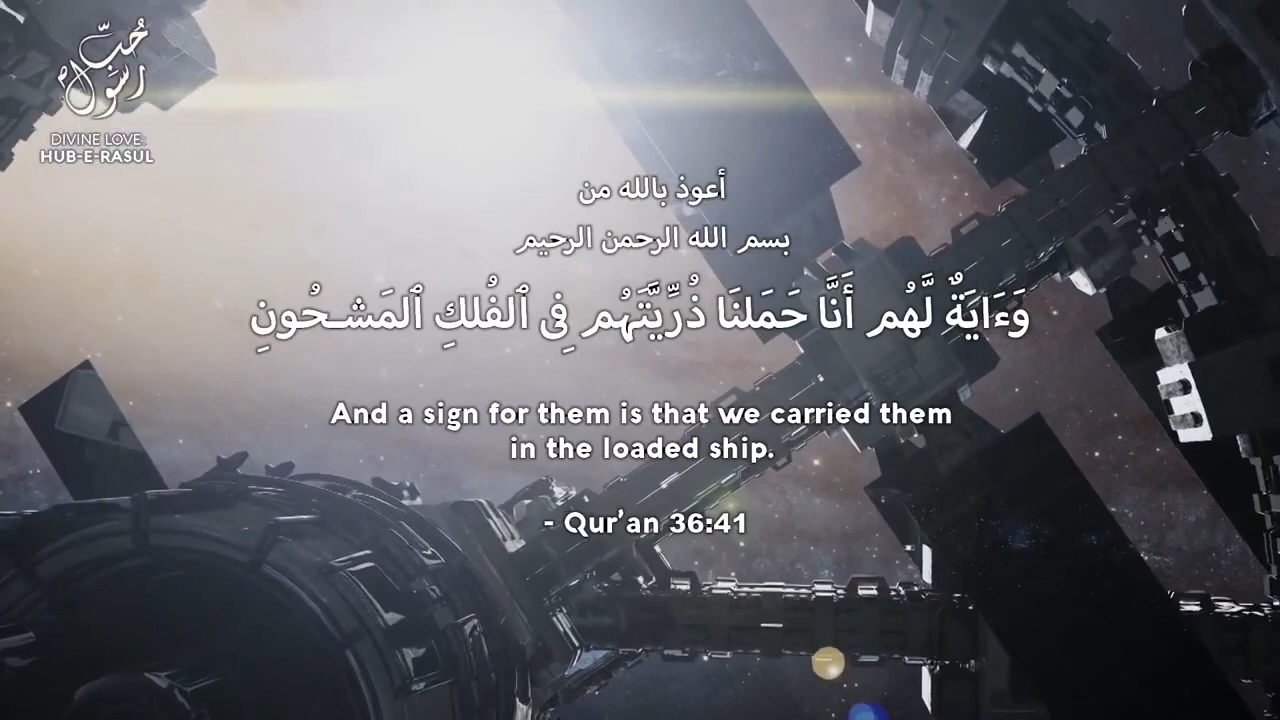 حُبِّ
رَسُول
DIVINE LOVE:
HUB-E-RASUL
أعوذ بالله من
بسم الله الرحمن الرحيم
وَءَايَةٌ لَّهُم أَنَّا حَمَلنَا ذُرِّيَّتَهُم فِى ٱلفُلكِ ٱلمَشـحُونِ
And a sign for them is that we carried them
in the loaded ship.
- Qur’an 36:41